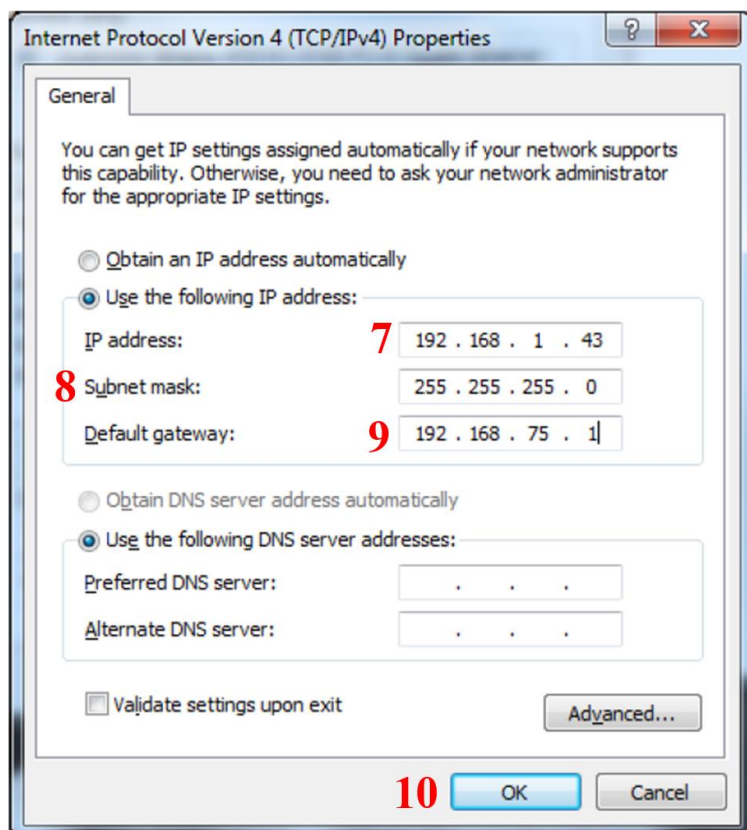 Internet Protocol Version 4 (TCP/IPv4) Properties
General
You can get IP settings assigned automatically if your network supports
this capability. Otherwise, you need to ask your network administrator
for the appropriate IP settings.
Obtain an IP address automatically
Use the following IP address:
IP address: 7 192 . 168 . 1 . 43
8 Subnet mask: 255 . 255 . 255 . 0
Default gateway: 9 192 . 168 . 75 . 1
Obtain DNS server address automatically
Use the following DNS server addresses:
Preferred DNS server: . . .
Alternate DNS server: . . .
Validate settings upon exit
Advanced...
10 OK Cancel